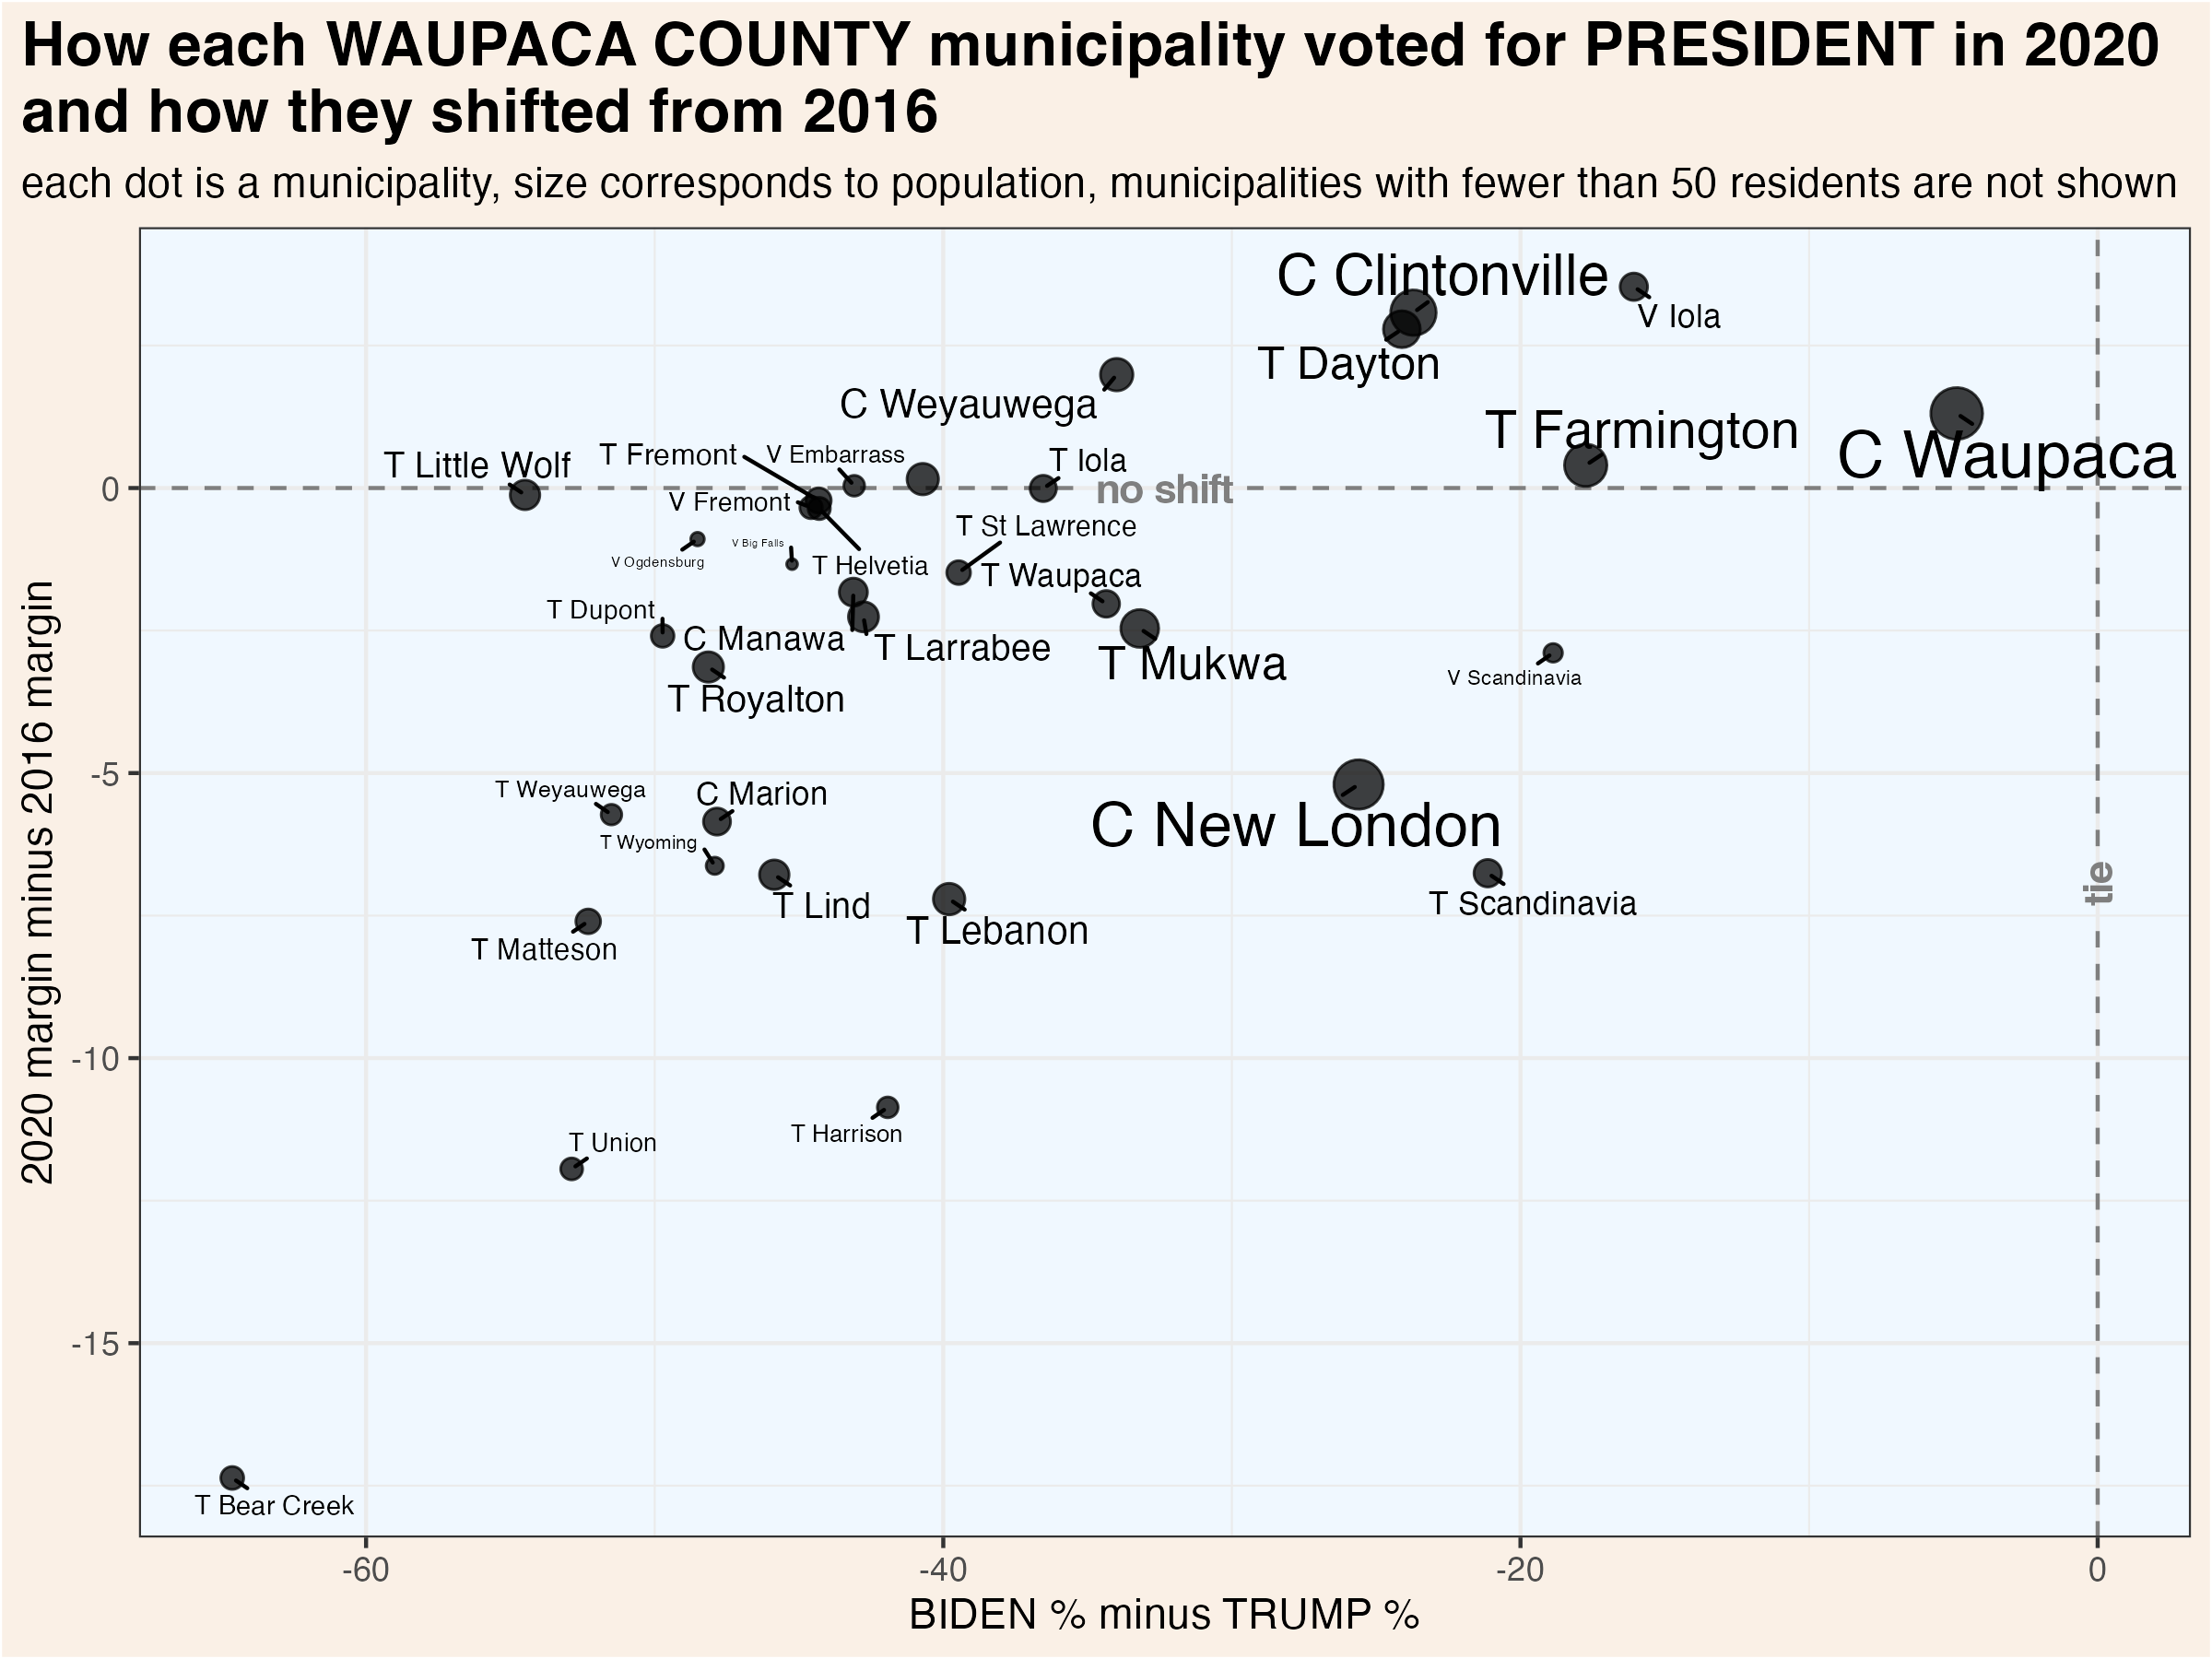 How each WAUPACA COUNTY municipality voted for PRESIDENT in 2020
and how they shifted from 2016
each dot is a municipality, size corresponds to population, municipalities with fewer than 50 residents are not shown
2020 margin minus 2016 margin
0
-5
-10
-15
C Clintonville
V Iola
T Dayton
C Weyauwega
T Farmington
C Waupaca
T Little Wolf
T Fremont
V Embarrass
T Iola
no shift
V Fremont
T St Lawrence
V Big Falls
V Ogdensburg
T Helvetia
T Waupaca
T Dupont
C Manawa
T Larrabee
T Mukwa
V Scandinavia
T Royalton
T Weyauwega
C Marion
C New London
T Wyoming
tie
T Lind
T Scandinavia
T Lebanon
T Matteson
T Harrison
T Union
T Bear Creek
-60
-40
-20
0
BIDEN % minus TRUMP %